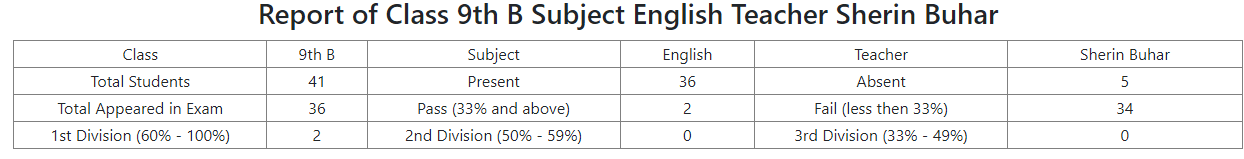 Report of Class 9th B Subject English Teacher Sherin Buhar
Class 9th B Subject English Teacher Sherin Buhar
Total Students 41 Present 36 Absent 5
Total Appeared in Exam 36 Pass (33% and above) 2 Fail (less then 33%) 34
1st Division (60% - 100%) 2 2nd Division (50% - 59%) 0 3rd Division (33% - 49%) 0